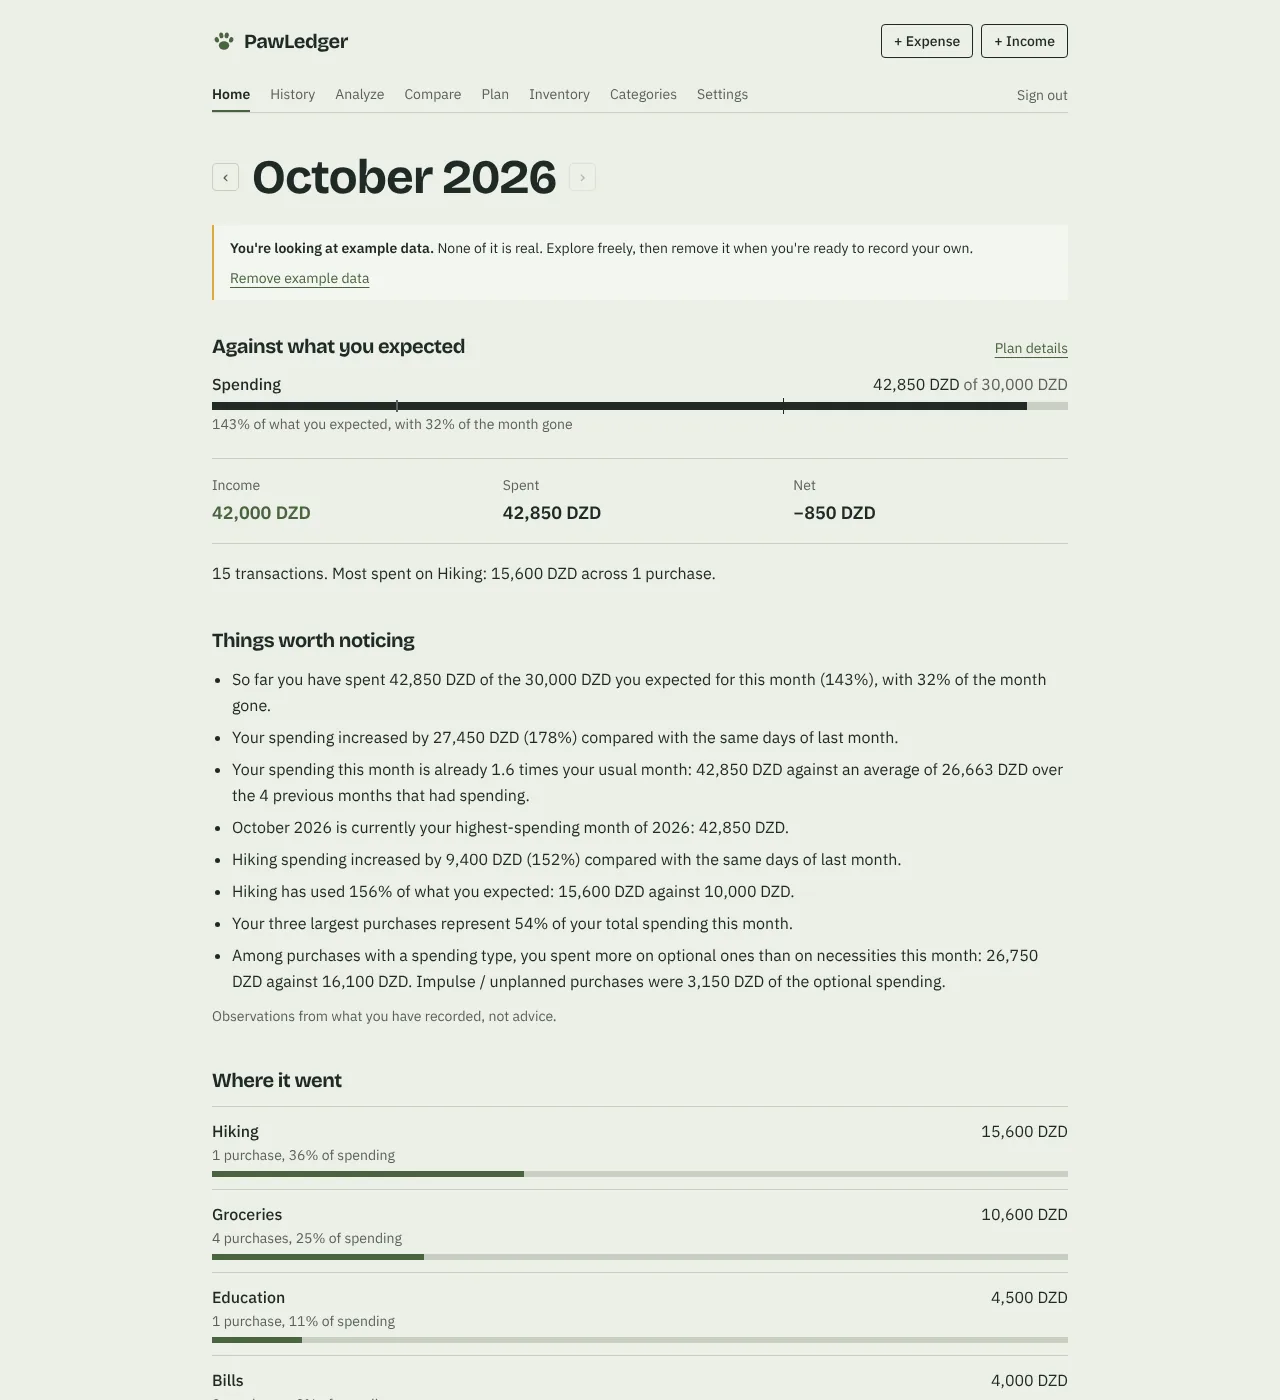 PawLedger
+ Expense
+ Income
Home
History
Analyze
Compare
Plan
Inventory
Categories
Settings
Sign out
‹
October 2026
›
You're looking at example data. None of it is real. Explore freely, then remove it when you're ready to record your own.
Remove example data
Against what you expected
Plan details
Spending
42,850 DZD of 30,000 DZD
143% of what you expected, with 32% of the month gone
Income
Spent
Net
42,000 DZD
42,850 DZD
−850 DZD
15 transactions. Most spent on Hiking: 15,600 DZD across 1 purchase.
Things worth noticing
• So far you have spent 42,850 DZD of the 30,000 DZD you expected for this month (143%), with 32% of the month
gone.
• Your spending increased by 27,450 DZD (178%) compared with the same days of last month.
• Your spending this month is already 1.6 times your usual month: 42,850 DZD against an average of 26,663 DZD over
the 4 previous months that had spending.
• October 2026 is currently your highest-spending month of 2026: 42,850 DZD.
• Hiking spending increased by 9,400 DZD (152%) compared with the same days of last month.
• Hiking has used 156% of what you expected: 15,600 DZD against 10,000 DZD.
• Your three largest purchases represent 54% of your total spending this month.
• Among purchases with a spending type, you spent more on optional ones than on necessities this month: 26,750
DZD against 16,100 DZD. Impulse / unplanned purchases were 3,150 DZD of the optional spending.
Observations from what you have recorded, not advice.
Where it went
Hiking
15,600 DZD
1 purchase, 36% of spending
Groceries
10,600 DZD
4 purchases, 25% of spending
Education
4,500 DZD
1 purchase, 11% of spending
Bills
4,000 DZD